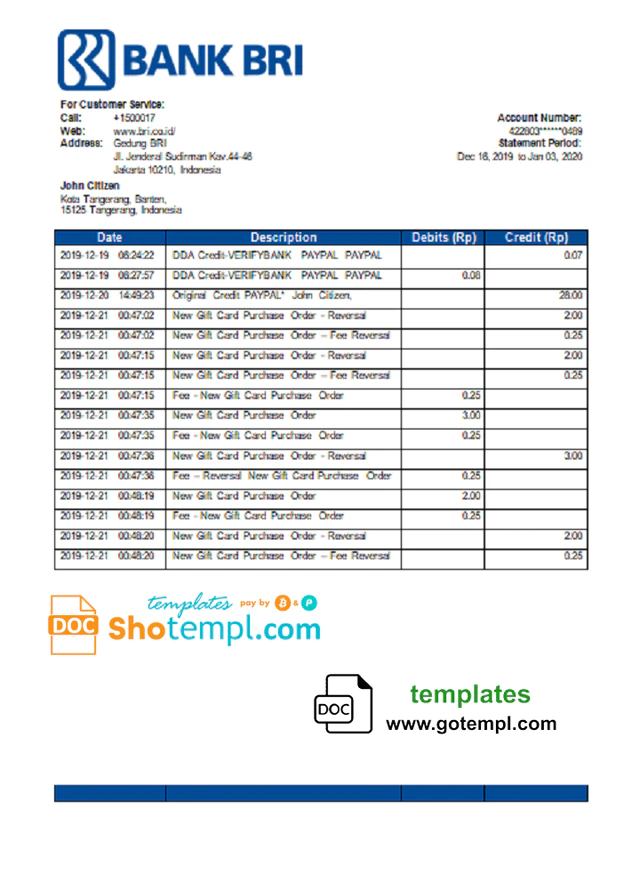 BANK BRI
For Customer Service:
Call: +1500017
Web: www.bri.co.id/
Address: Gedung BRI
Jl. Jenderal Sudirman Kav.44-46
Jakarta 10210, Indonesia
Account Number:
422803******0489
Statement Period:
Dec 16, 2019 to Jan 03, 2020
John Citizen
Kota Tangerang, Banten,
15125 Tangerang, Indonesia
Date Description Debits (Rp) Credit (Rp)
2019-12-19 08:24:22 DDA Credit-VERIFYBANK PAYPAL PAYPAL 0.07
2019-12-19 08:27:57 DDA Credit-VERIFYBANK PAYPAL PAYPAL 0.08
2019-12-20 14:49:23 Original Credit PAYPAL* John Citizen, 28.00
2019-12-21 00:47:02 New Gift Card Purchase Order - Reversal 2.00
2019-12-21 00:47:02 New Gift Card Purchase Order – Fee Reversal 0.25
2019-12-21 00:47:15 New Gift Card Purchase Order - Reversal 2.00
2019-12-21 00:47:15 New Gift Card Purchase Order – Fee Reversal 0.25
2019-12-21 00:47:15 Fee - New Gift Card Purchase Order 0.25
2019-12-21 00:47:35 New Gift Card Purchase Order 3.00
2019-12-21 00:47:35 Fee - New Gift Card Purchase Order 0.25
2019-12-21 00:47:36 New Gift Card Purchase Order - Reversal 3.00
2019-12-21 00:47:36 Fee – Reversal New Gift Card Purchase Order 0.25
2019-12-21 00:48:19 New Gift Card Purchase Order 2.00
2019-12-21 00:48:19 Fee - New Gift Card Purchase Order 0.25
2019-12-21 00:48:20 New Gift Card Purchase Order - Reversal 2.00
2019-12-21 00:48:20 New Gift Card Purchase Order – Fee Reversal 0.25
templates pay by B & P
DOC Shotempl.com
DOC templates
www.gotempl.com